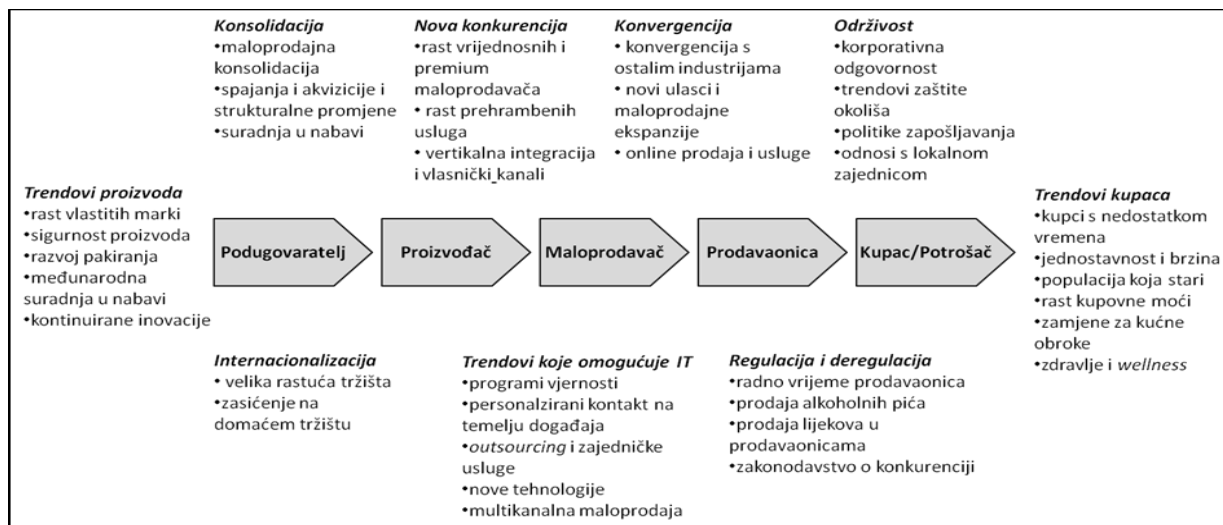 Konsolidacija
•maloprodajna
konsolidacija
•spajanja i akvizicije i
strukturalne promjene
•suradnja u nabavi
Nova konkurencija
•rast vrijednosnih i
premium
maloprodavača
• rast prehrambenih
usluga
• vertikalna integracija
i vlasnički_kanali
Konvergencija
• konvergencija s
ostalim industrijama
• novi ulasci i
maloprodajne
ekspanzije
• online prodaja i usluge
Održivost
•korporativna
odgovornost
•trendovi zaštite
okoliša
•politike zapošljavanja
•odnosi s lokalnom
zajednicom
Trendovi proizvoda
•rast vlastitih marki
•sigurnost proizvoda
•razvoj pakiranja
•međunarodna
suradnja u nabavi
•kontinuirane inovacije
Podugovaratelj
Proizvođač
Maloprodavač
Prodavaonica
Kupac/Potrošač
Trendovi kupaca
•kupci s nedostatkom
vremena
•jednostavnost i brzina
•populacija koja stari
•rast kupovne moći
•zamjene za kućne
obroke
•zdravlje i wellness
Internacionalizacija
• velika rastuća tržišta
• zasićenje na
domaćem tržištu
Trendovi koje omogućuje IT
•programi vjernosti
•personalzirani kontakt na
temelju događaja
•outsourcing i zajedničke
usluge
•nove tehnologije
•multikanalna maloprodaja
Regulacija i deregulacija
•radno vrijeme prodavaonica
•prodaja alkoholnih pića
•prodaja lijekova u
prodavaonicama
•zakonodavstvo o konkurenciji